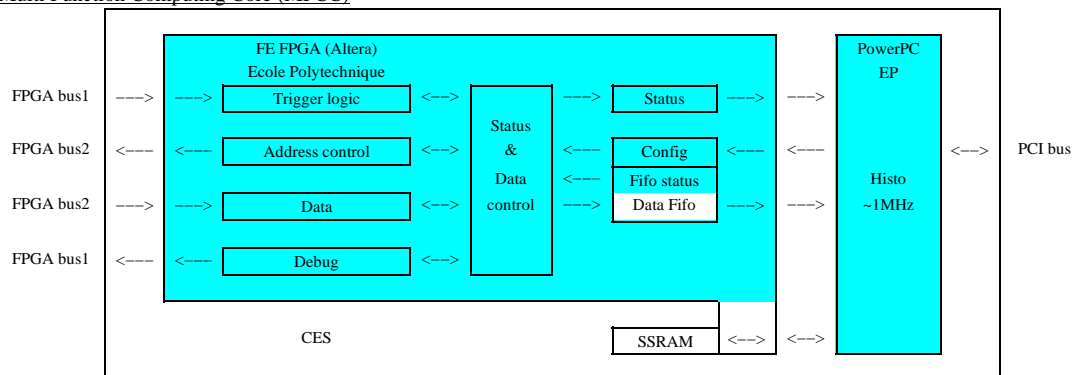 Multi Function Computing Core (MFCC)
FE FPGA (Altera)
Ecole Polytechnique
PowerPC
EP
FPGA bus1 ---> ---> Trigger logic <--> ---> Status ---> --->
Status
FPGA bus2 <--- <--- Address control <--> & <--- Config <--- <--- <--> PCI bus
Data <--- Fifo status Histo
FPGA bus2 ---> ---> Data <--> control ---> Data Fifo ---> ---> ~1MHz
FPGA bus1 <--- <--- Debug <-->
CES SSRAM <--> <-->